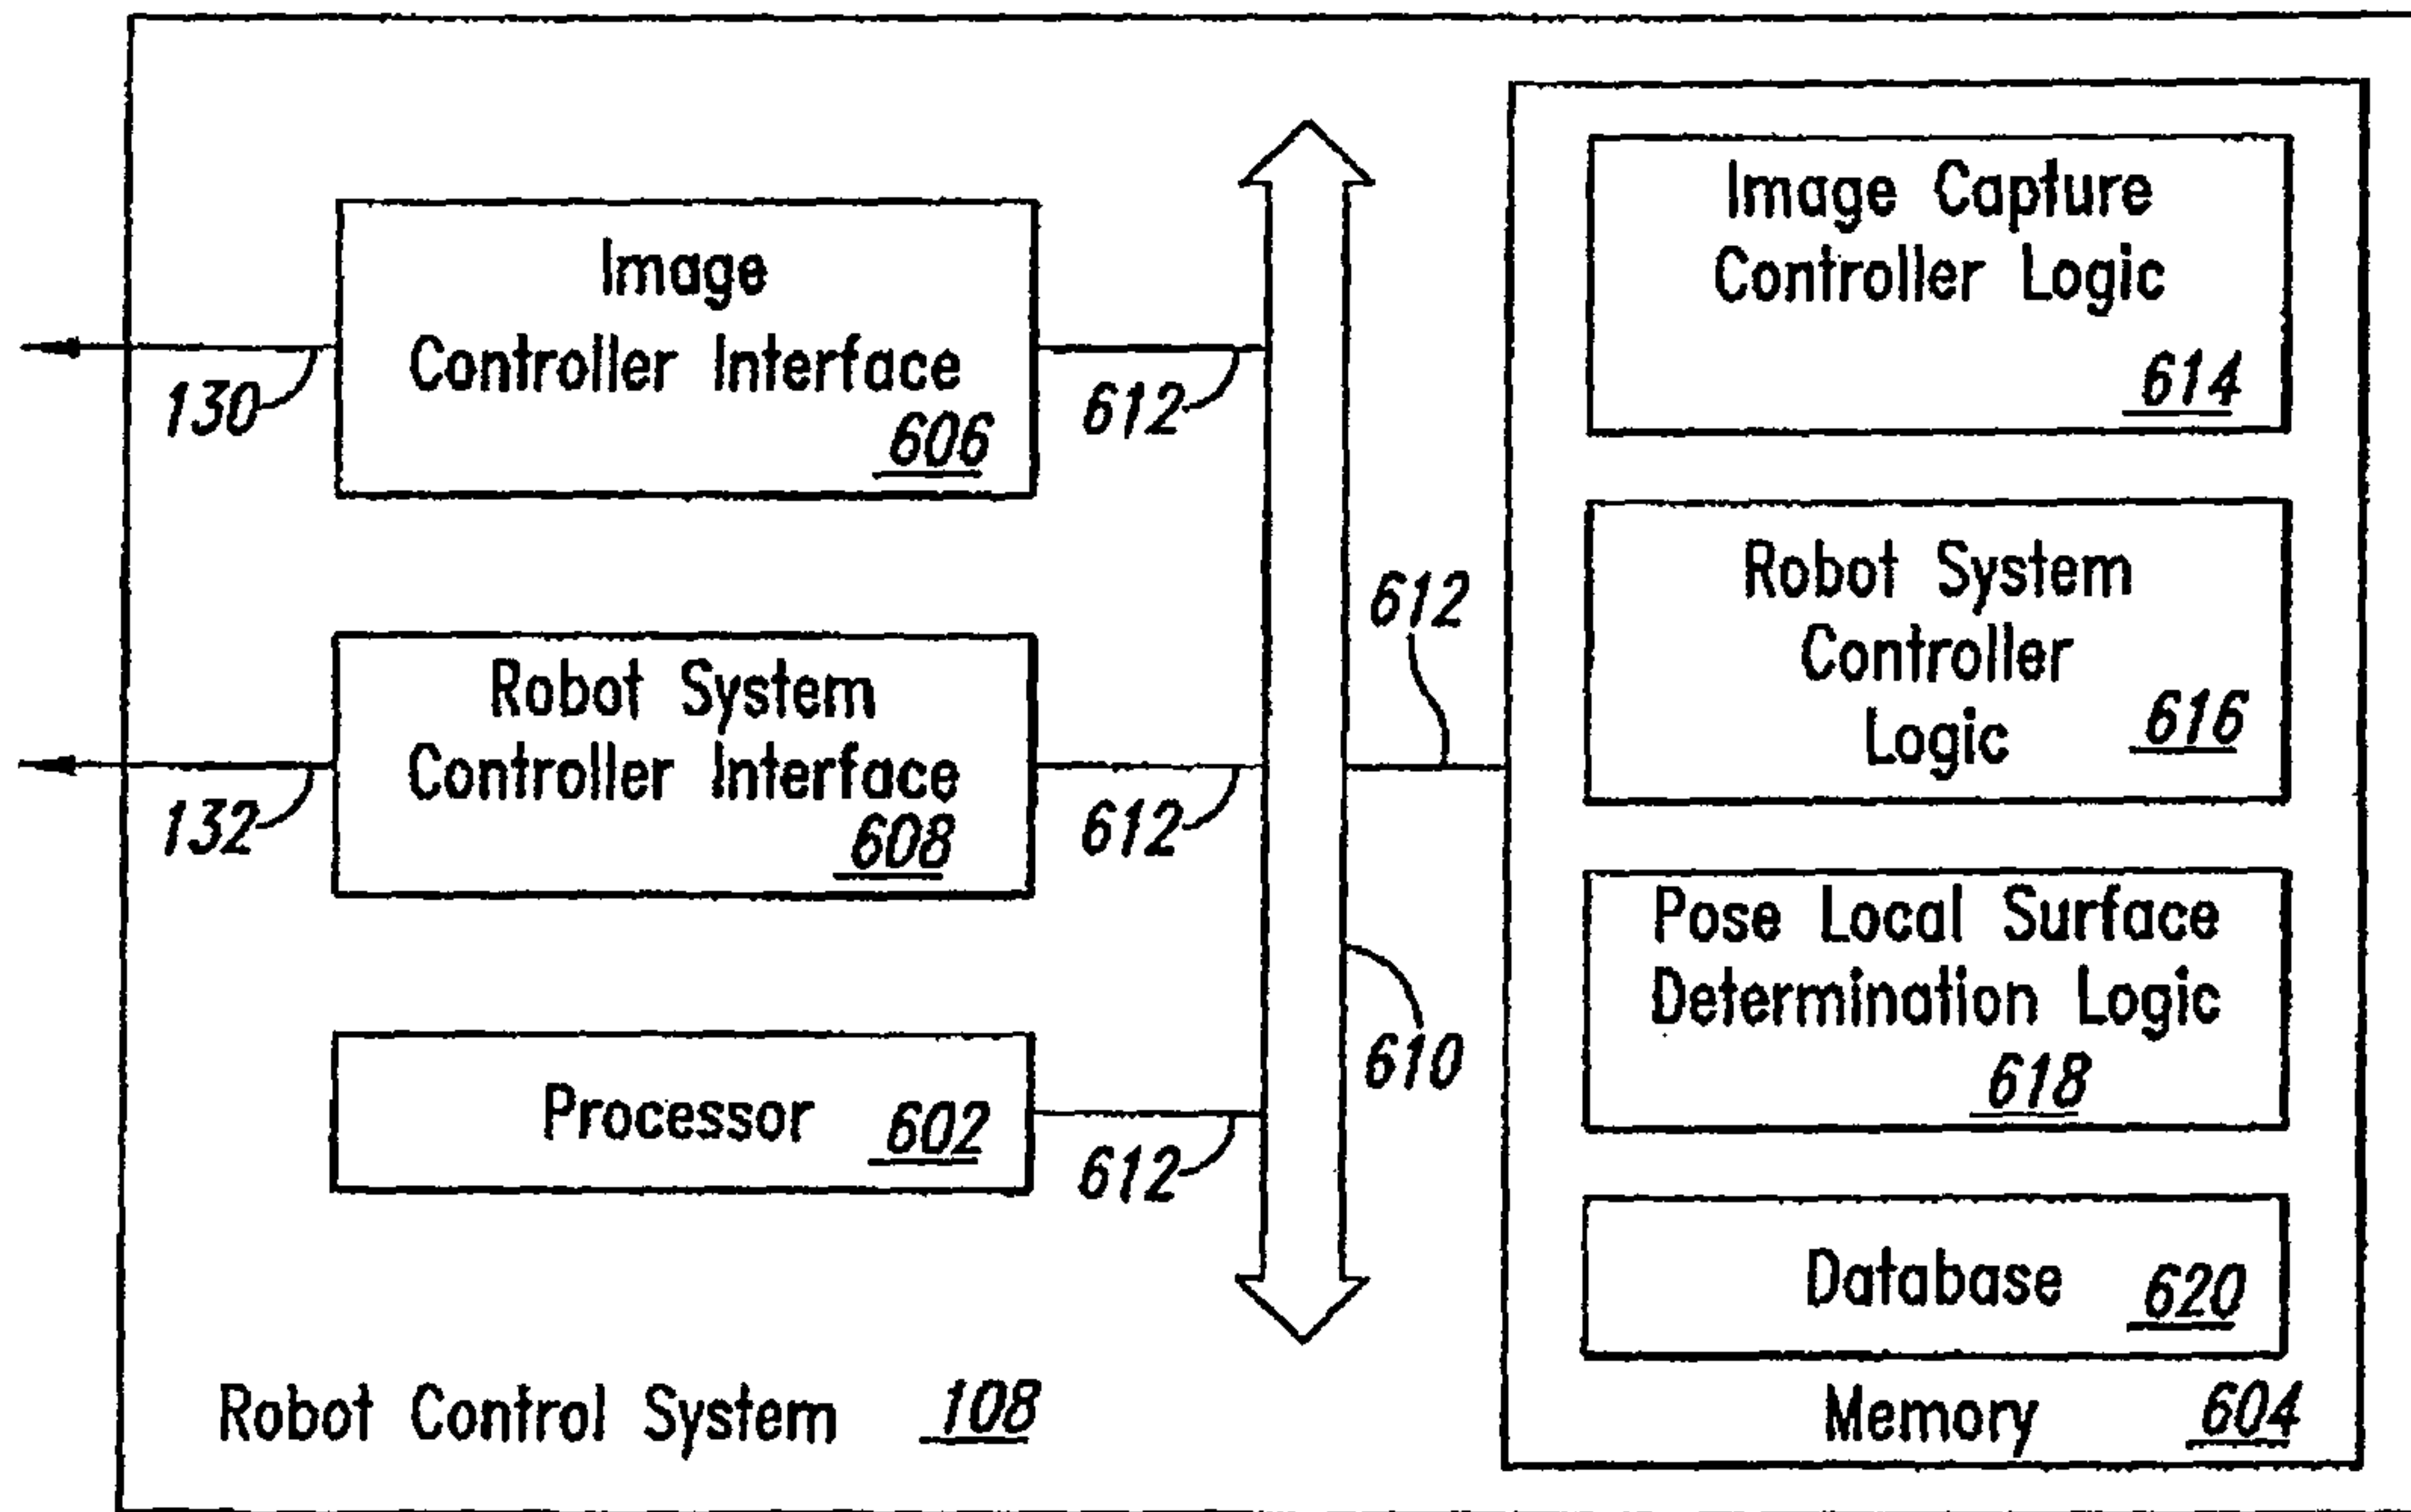 Image
Controller Interface
606
130
612
Robot System
Controller Interface
608
132
612
Processor 602
612
610
612
Image Capture
Controller Logic
614
Robot System
Controller
Logic 616
Pose Local Surface
Determination Logic
618
Database 620
Memory 604
Robot Control System 108